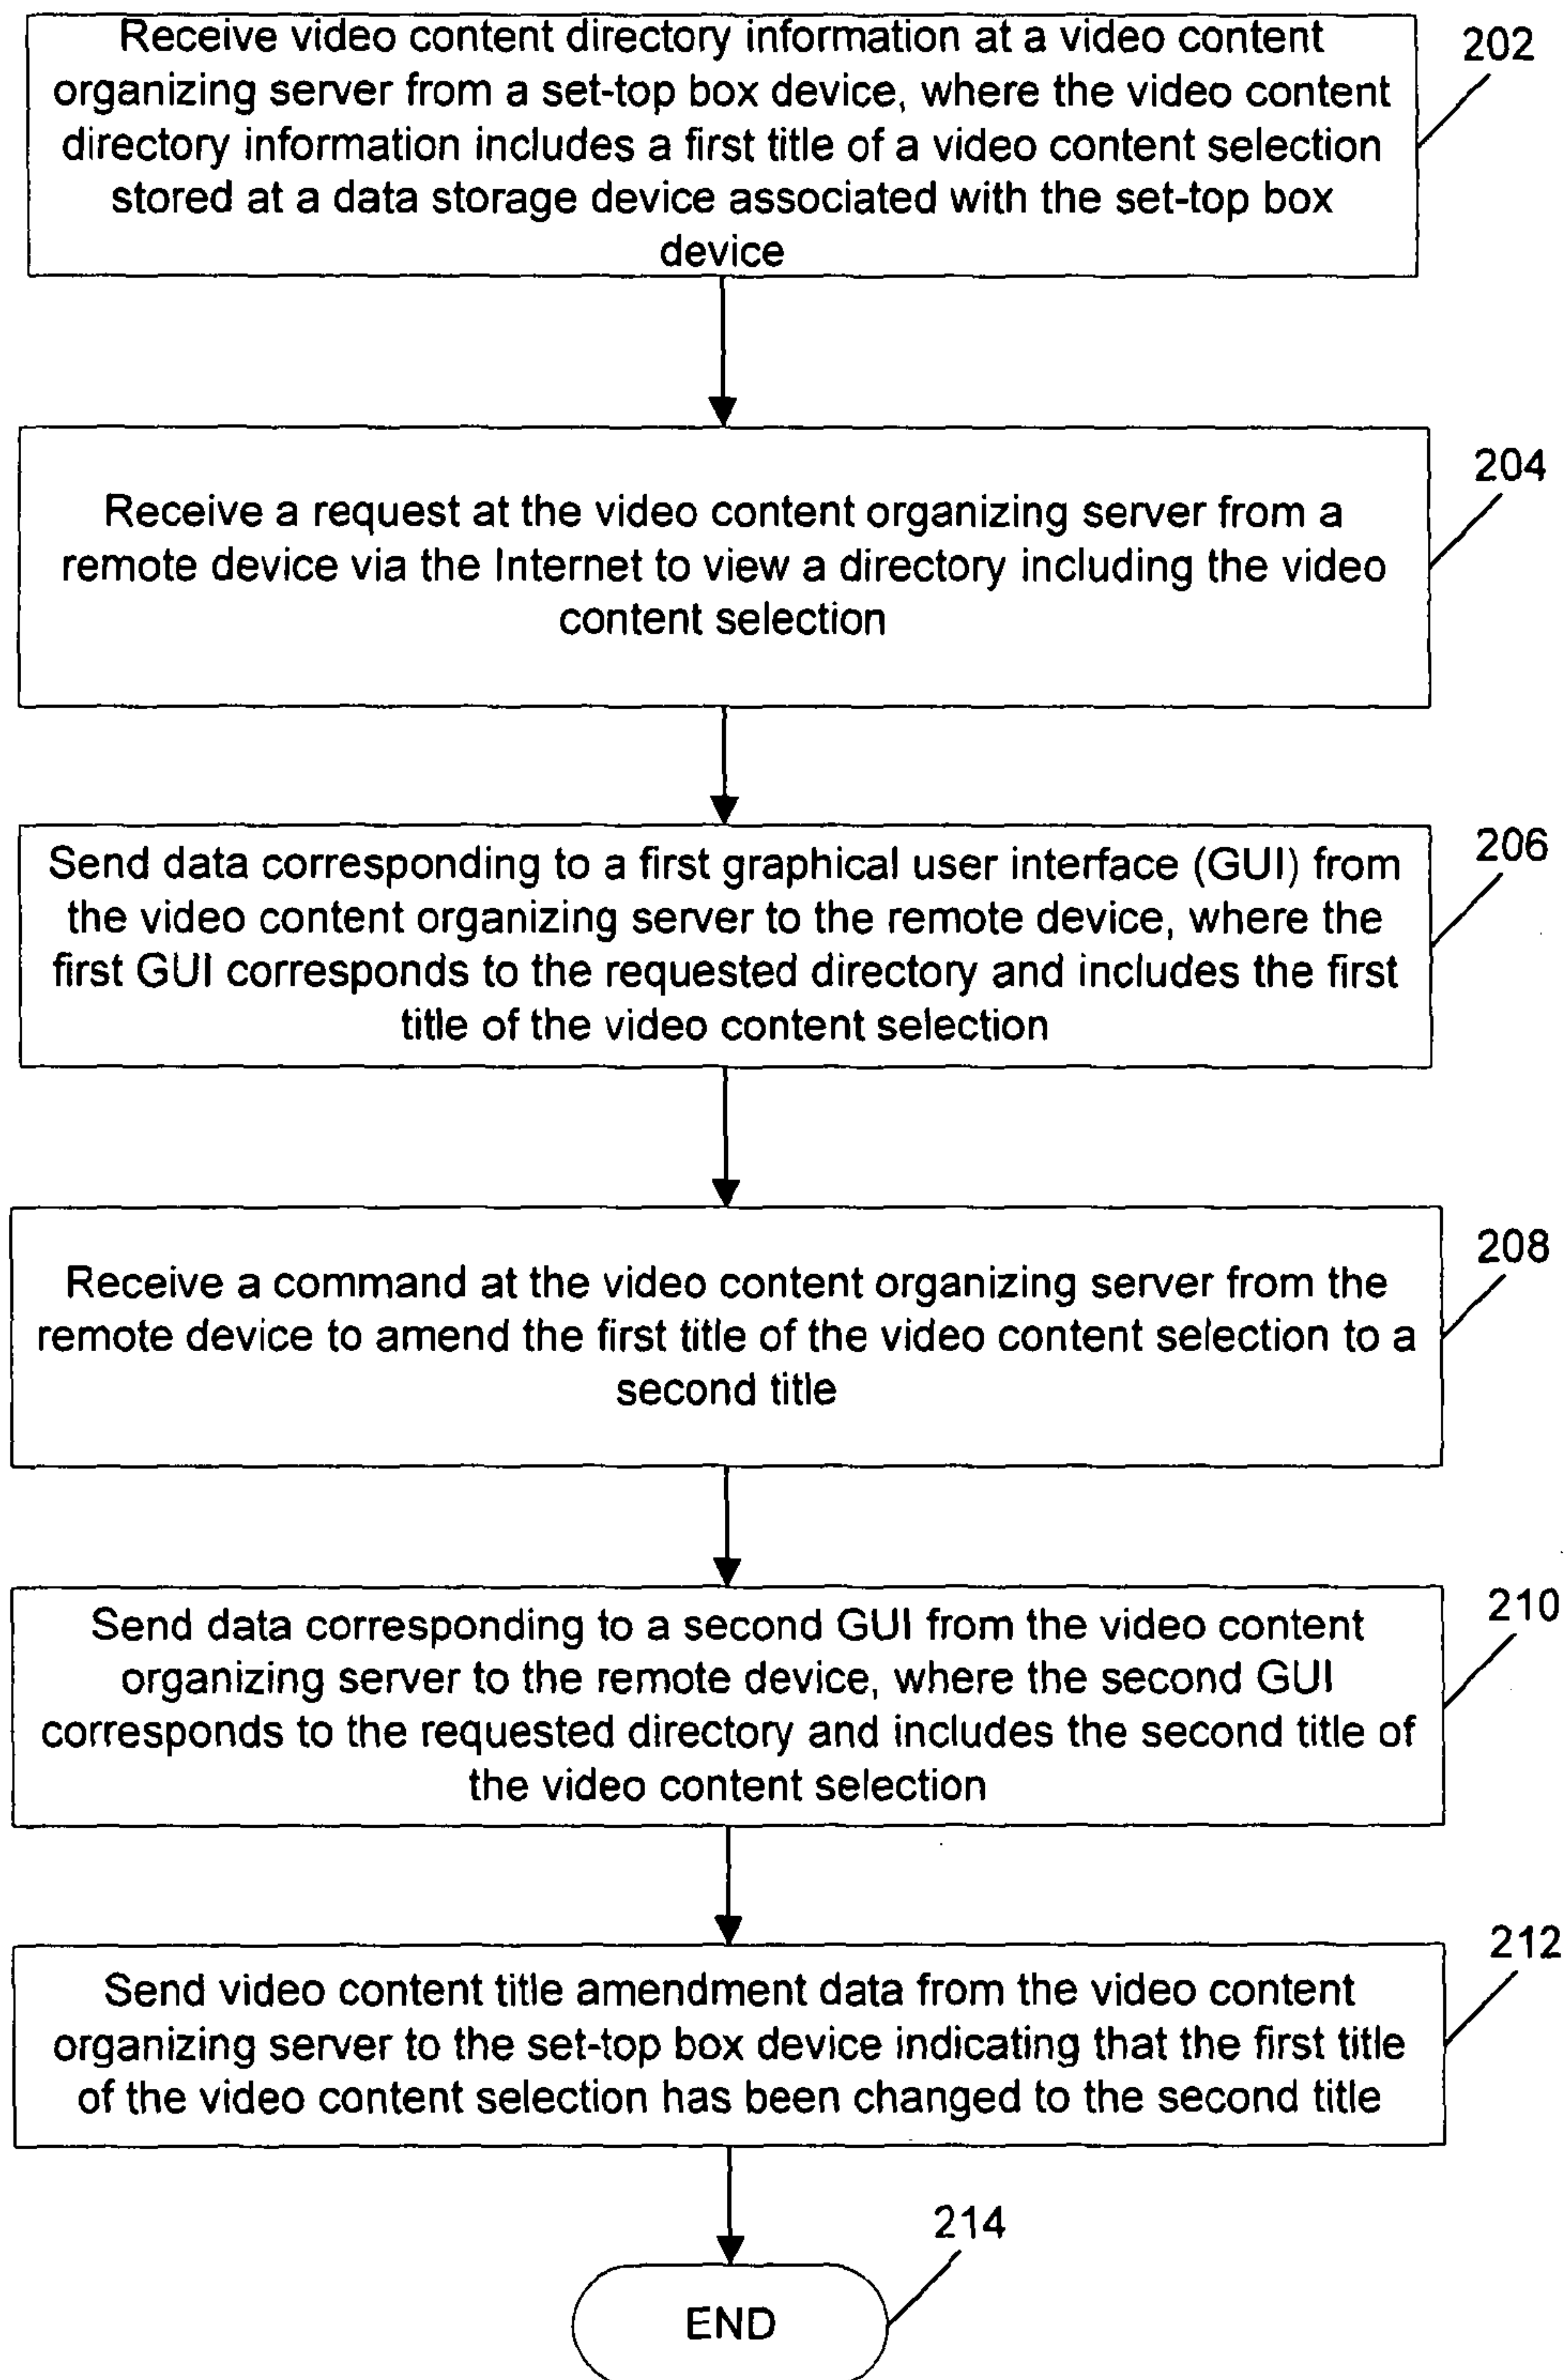 Receive video content directory information at a video content
organizing server from a set-top box device, where the video content
directory information includes a first title of a video content selection
stored at a data storage device associated with the set-top box
device
202
Receive a request at the video content organizing server from a
remote device via the Internet to view a directory including the video
content selection
204
Send data corresponding to a first graphical user interface (GUI) from
the video content organizing server to the remote device, where the
first GUI corresponds to the requested directory and includes the first
title of the video content selection
206
Receive a command at the video content organizing server from the
remote device to amend the first title of the video content selection to a
second title
208
Send data corresponding to a second GUI from the video content
organizing server to the remote device, where the second GUI
corresponds to the requested directory and includes the second title of
the video content selection
210
Send video content title amendment data from the video content
organizing server to the set-top box device indicating that the first title
of the video content selection has been changed to the second title
212
214
END